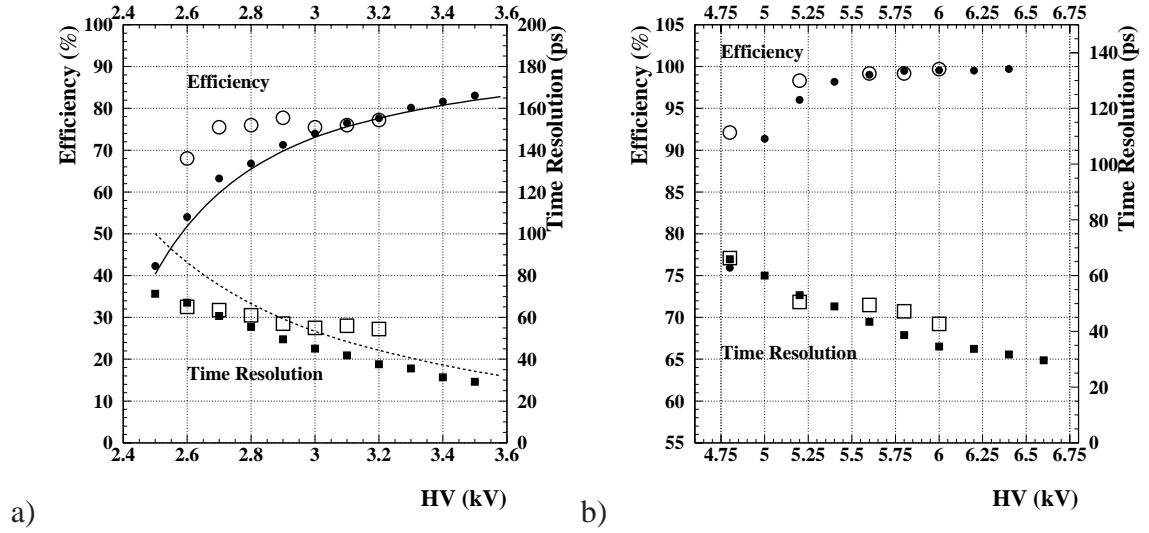 2.4 2.6 2.8 3 3.2 3.4 3.6
Efficiency (%)
100
90
80
70
60
50
40
30
20
10
0
Efficiency
Time Resolution
200
180
160
140
120
100
80
60
40
20
0
Time Resolution (ps)
2.4 2.6 2.8 3 3.2 3.4 3.6
HV (kV)
a)
4.75 5 5.25 5.5 5.75 6 6.25 6.5 6.75
Efficiency (%)
105
100
95
90
85
80
75
70
65
60
55
Efficiency
Time Resolution
140
120
100
80
60
40
20
0
Time Resolution (ps)
4.75 5 5.25 5.5 5.75 6 6.25 6.5 6.75
HV (kV)
b)